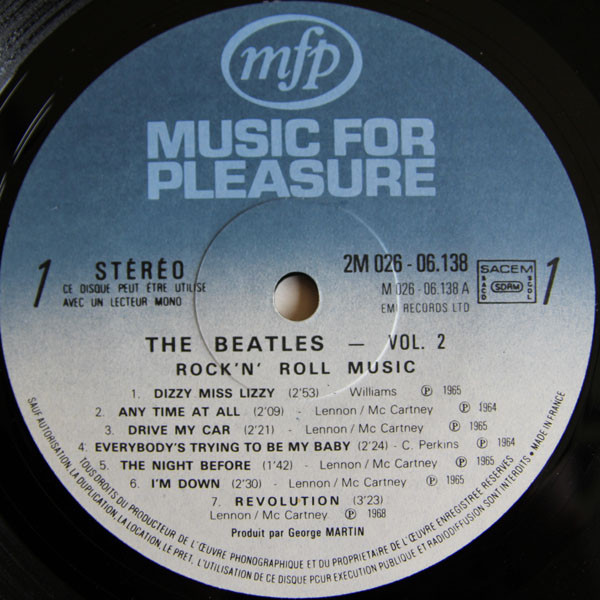 mfp
MUSIC FOR
PLEASURE
1
STÉRÉO
CE DISQUE PEUT ÊTRE UTILISÉ
AVEC UN LECTEUR MONO
2M 026 - 06.138
M 026 - 06.138 A
EMI RECORDS LTD
SACEM
SACD
SDRM
SGDL
1
THE BEATLES — VOL. 2
ROCK'N' ROLL MUSIC
1. DIZZY MISS LIZZY (2'53) Williams Ⓟ 1965
2. ANY TIME AT ALL (2'09) - Lennon / Mc Cartney - Ⓟ 1964
3. DRIVE MY CAR (2'21) - Lennon / Mc Cartney Ⓟ 1965
4. EVERYBODY'S TRYING TO BE MY BABY (2'24) - C. Perkins Ⓟ 1964
5. THE NIGHT BEFORE (1'42) - Lennon / Mc Cartney Ⓟ 1965
6. I'M DOWN (2'30) - Lennon / Mc Cartney Ⓟ 1965
7. REVOLUTION (3'23)
Lennon / Mc Cartney Ⓟ 1968
Produit par George MARTIN
TOUS DROITS DU PRODUCTEUR DE L'ŒUVRE PHONOGRAPHIQUE ET DU PROPRIETAIRE DE L'ŒUVRE ENREGISTREE RESERVES
SAUF AUTORISATION, LA DUPLICATION, LA LOCATION, LE PRET, L'UTILISATION DE CE DISQUE POUR EXECUTION PUBLIQUE ET RADIODIFFUSION SONT INTERDITS • MADE IN FRANCE